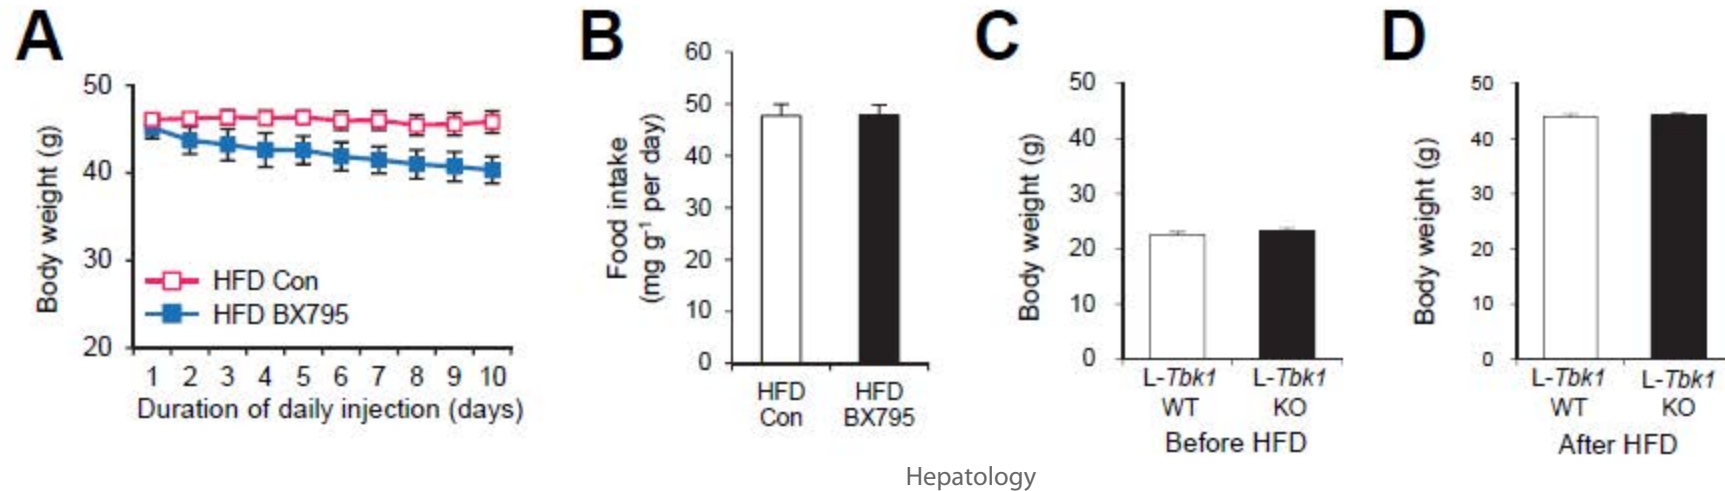 A
50
40
30
20
Body weight (g)
HFD Con
HFD BX795
1 2 3 4 5 6 7 8 9 10
Duration of daily injection (days)
B
60
50
40
30
20
10
0
Food intake
(mg g⁻¹ per day)
HFD
Con
HFD
BX795
C
50
40
30
20
10
0
Body weight (g)
L-Tbk1
WT
L-Tbk1
KO
Before HFD
D
50
40
30
20
10
0
Body weight (g)
L-Tbk1
WT
L-Tbk1
KO
After HFD
Hepatology